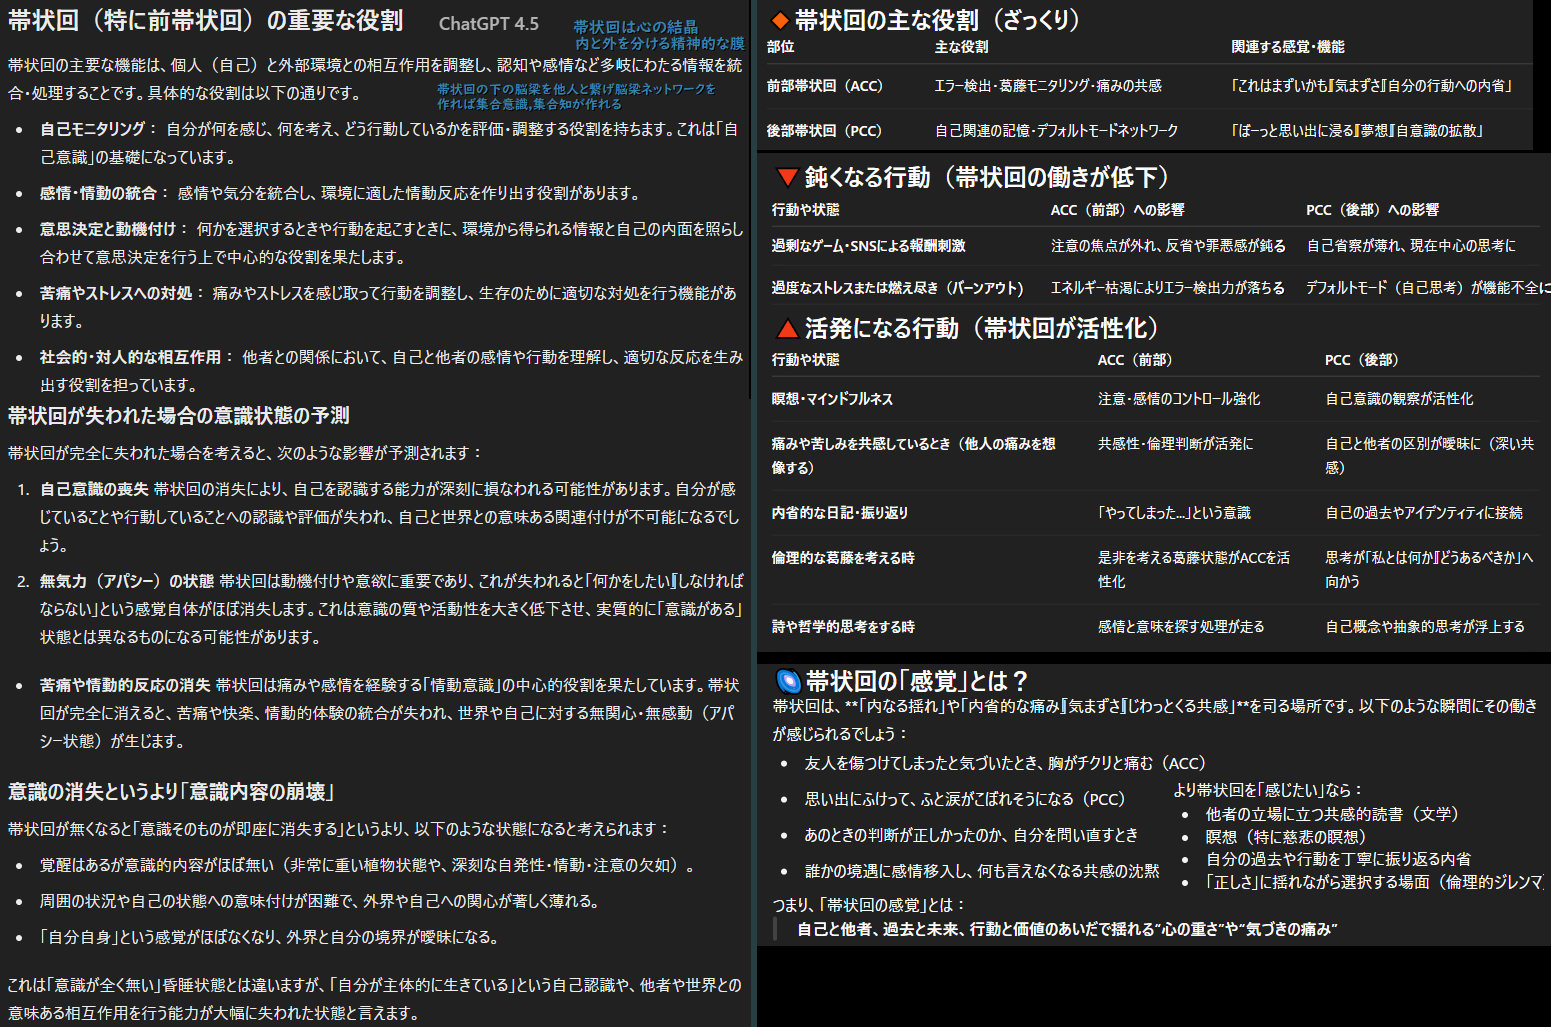 帯状回（特に前帯状回）の重要な役割
ChatGPT 4.5
帯状回は心の結晶
内と外を分ける精神的な膜
帯状回の主要な機能は、個人（自己）と外部環境との相互作用を調整し、認知や感情など多岐にわたる情報を統
合・処理することです。具体的な役割は以下の通りです。
帯状回の下の脳梁を他人と繋げ脳梁ネットワークを
作れば集合意識,集合知が作れる
• 自己モニタリング： 自分が何を感じ、何を考え、どう行動しているかを評価・調整する役割を持ちます。これは「自
己意識」の基礎になっています。
• 感情・情動の統合： 感情や気分を統合し、環境に適した情動反応を作り出す役割があります。
• 意思決定と動機付け： 何かを選択するときや行動を起こすときに、環境から得られる情報と自己の内面を照らし
合わせて意思決定を行う上で中心的な役割を果たします。
• 苦痛やストレスへの対処： 痛みやストレスを感じ取って行動を調整し、生存のために適切な対処を行う機能があ
ります。
• 社会的・対人的な相互作用： 他者との関係において、自己と他者の感情や行動を理解し、適切な反応を生み
出す役割を担っています。
帯状回が失われた場合の意識状態の予測
帯状回が完全に失われた場合を考えると、次のような影響が予測されます：
1. 自己意識の喪失 帯状回の消失により、自己を認識する能力が深刻に損なわれる可能性があります。自分が感
じていることや行動していることへの認識や評価が失われ、自己と世界との意味ある関連付けが不可能になるでし
ょう。
2. 無気力（アパシー）の状態 帯状回は動機付けや意欲に重要であり、これが失われると「何かをしたい」「しなければ
ならない」という感覚自体がほぼ消失します。これは意識の質や活動性を大きく低下させ、実質的に「意識がある」
状態とは異なるものになる可能性があります。
• 苦痛や情動的反応の消失 帯状回は痛みや感情を経験する「情動意識」の中心的役割を果たしています。帯状
回が完全に消えると、苦痛や快楽、情動的体験の統合が失われ、世界や自己に対する無関心・無感動（アパ
シー状態）が生じます。
意識の消失というより「意識内容の崩壊」
帯状回が無くなると「意識そのものが即座に消失する」というより、以下のような状態になると考えられます：
• 覚醒はあるが意識的内容がほぼ無い（非常に重い植物状態や、深刻な自発性・情動・注意の欠如）。
• 周囲の状況や自己の状態への意味付けが困難で、外界や自己への関心が著しく薄れる。
• 「自分自身」という感覚がほぼなくなり、外界と自分の境界が曖昧になる。
これは「意識が全く無い」昏睡状態とは違いますが、「自分が主体的に生きている」という自己認識や、他者や世界との
意味ある相互作用を行う能力が大幅に失われた状態と言えます。
🔶帯状回の主な役割（ざっくり）
部位 主な役割 関連する感覚・機能
前部帯状回（ACC） エラー検出・葛藤モニタリング・痛みの共感 「これはまずいかも」「気まずさ」「自分の行動への内省」
後部帯状回（PCC） 自己関連の記憶・デフォルトモードネットワーク 「ぼーっと思い出に浸る」「夢想」「自意識の拡散」
🔻鈍くなる行動（帯状回の働きが低下）
行動や状態 ACC（前部）への影響 PCC（後部）への影響
過剰なゲーム・SNSによる報酬刺激 注意の焦点が外れ、反省や罪悪感が鈍る 自己省察が薄れ、現在中心の思考に
過度なストレスまたは燃え尽き（バーンアウト） エネルギー枯渇によりエラー検出力が落ちる デフォルトモード（自己思考）が機能不全に
🔺活発になる行動（帯状回が活性化）
行動や状態 ACC（前部） PCC（後部）
瞑想・マインドフルネス 注意・感情のコントロール強化 自己意識の観察が活性化
痛みや苦しみを共感しているとき（他人の痛みを想
像する） 共感性・倫理判断が活発に 自己と他者の区別が曖昧に（深い共
感）
内省的な日記・振り返り 「やってしまった…」という意識 自己の過去やアイデンティティに接続
倫理的な葛藤を考える時 是非を考える葛藤状態がACCを活
性化 思考が「私とは何か」「どうあるべきか」へ
向かう
詩や哲学的思考をする時 感情と意味を探す処理が走る 自己概念や抽象的思考が浮上する
🌀帯状回の「感覚」とは？
帯状回は、**「内なる揺れ」や「内省的な痛み」「気まずさ」「じわっとくる共感」**を司る場所です。以下のような瞬間にその働き
が感じられるでしょう：
• 友人を傷つけてしまったと気づいたとき、胸がチクリと痛む（ACC）
• 思い出にふけって、ふと涙がこぼれそうになる（PCC）
• あのときの判断が正しかったのか、自分を問い直すとき
• 誰かの境遇に感情移入し、何も言えなくなる共感の沈黙
より帯状回を「感じたい」なら：
• 他者の立場に立つ共感的読書（文学）
• 瞑想（特に慈悲の瞑想）
• 自分の過去や行動を丁寧に振り返る内省
• 「正しさ」に揺れながら選択する場面（倫理的ジレンマ
つまり、「帯状回の感覚」とは：
自己と他者、過去と未来、行動と価値のあいだで揺れる“心の重さ”や“気づきの痛み”